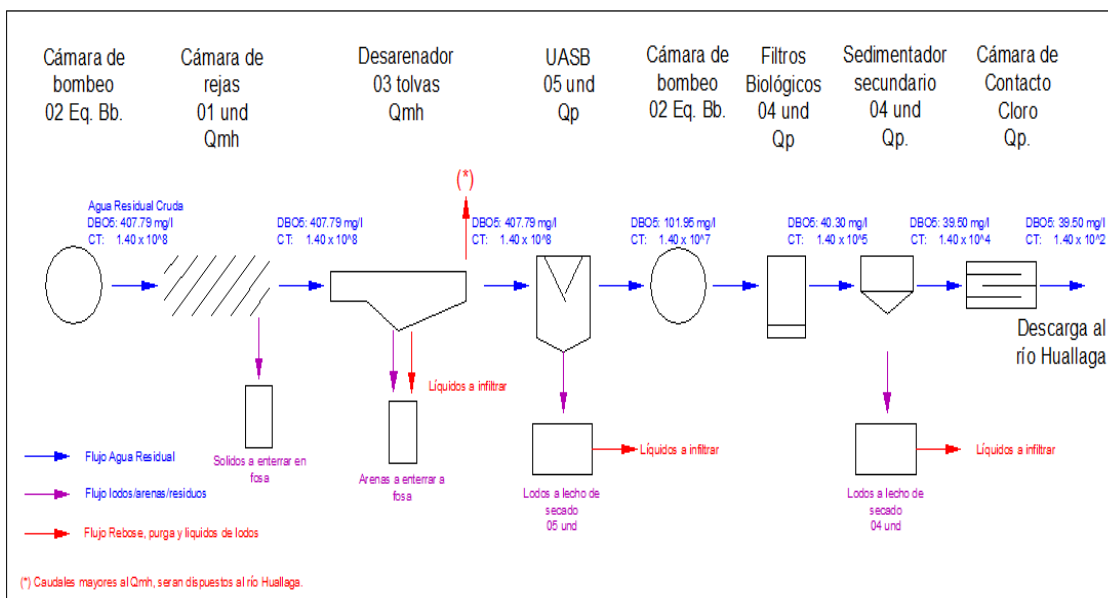 Cámara de
bombeo
02 Eq. Bb.
Cámara de
rejas
01 und
Qmh
Desarenador
03 tolvas
Qmh
UASB
05 und
Qp
Cámara de
bombeo
02 Eq. Bb.
Filtros
Biológicos
04 und
Qp
Sedimentador
secundario
04 und
Qp.
Cámara de
Contacto
Cloro
Qp.
(*)
Agua Residual Cruda
DBO5: 407.79 mg/l
CT: 1.40 x 10^8
DBO5: 407.79 mg/l
CT: 1.40 x 10^8
DBO5: 407.79 mg/l
CT: 1.40 x 10^8
DBO5: 101.95 mg/l
CT: 1.40 x 10^7
DBO5: 40.30 mg/l
CT: 1.40 x 10^5
DBO5: 39.50 mg/l
CT: 1.40 x 10^4
DBO5: 39.50 mg/l
CT: 1.40 x 10^2
Descarga al
río Huallaga
Líquidos a infiltrar
Solidos a enterrar en
fosa
Arenas a enterrar a
fosa
Líquidos a infiltrar
Lodos a lecho de
secado
05 und
Líquidos a infiltrar
Lodos a lecho de
secado
04 und
Flujo Agua Residual
Flujo lodos/arenas/residuos
Flujo Rebose, purga y líquidos de lodos
(*) Caudales mayores al Qmh, seran dispuestos al río Huallaga.